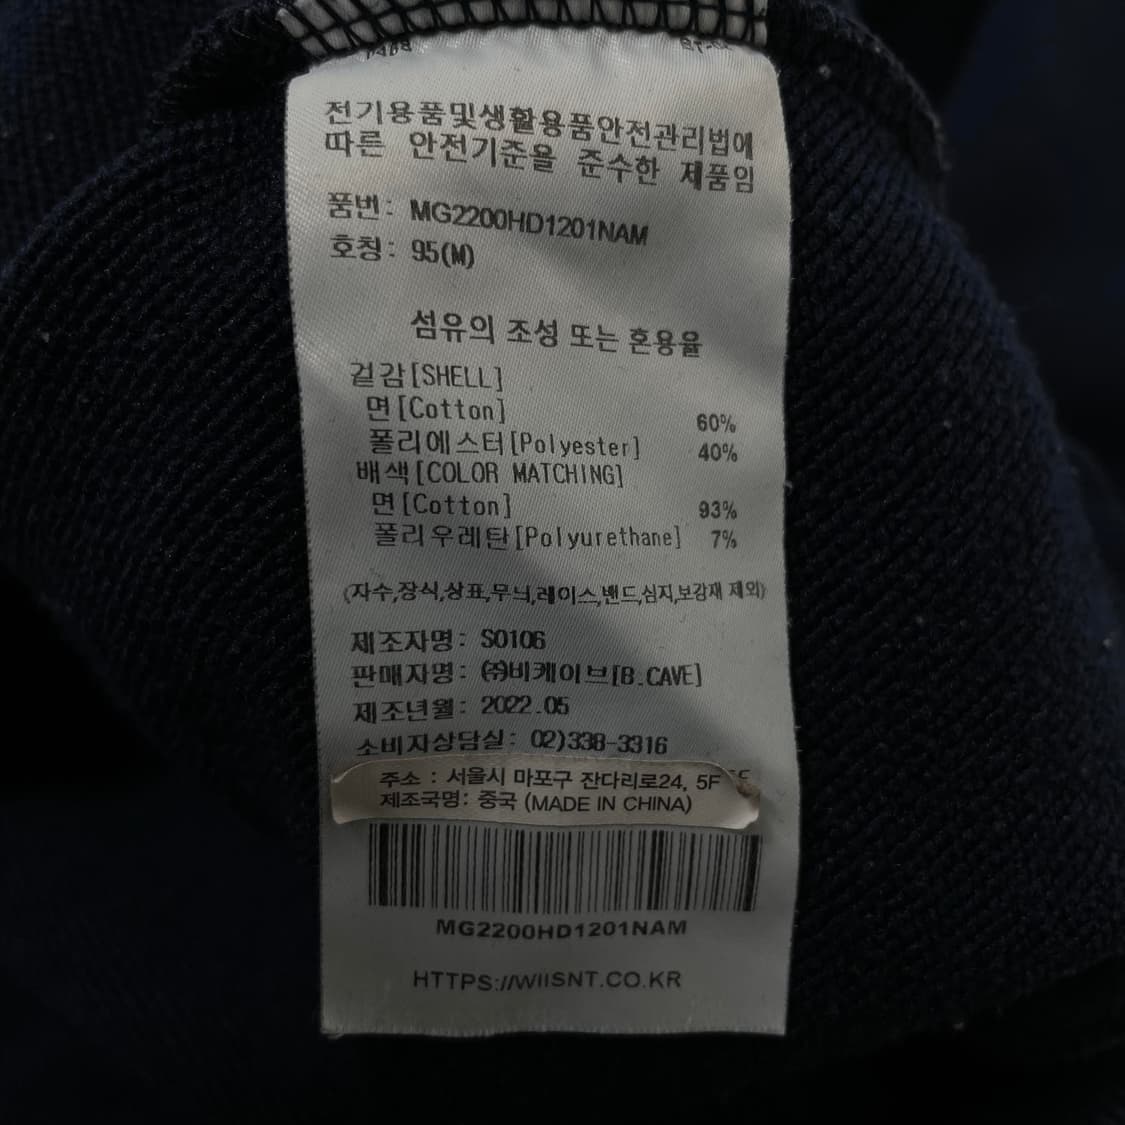 전기용품및생활용품안전관리법에
따른 안전기준을 준수한 제품임
품번: MG2200HD1201NAM
호칭: 95(M)
섬유의 조성 또는 혼용율
겉감[SHELL]
면[Cotton] 60%
폴리에스터[Polyester] 40%
배색[COLOR MATCHING]
면[Cotton] 93%
폴리우레탄[Polyurethane] 7%
(자수,장식,상표,무늬,레이스,밴드,심지,보강재 제외)
제조자명: SO106
판매자명: ㈜비케이브[B.CAVE]
제조년월: 2022.05
소비자상담실: 02)338-3316
주소 : 서울시 마포구 잔다리로24, 5F
제조국명: 중국 (MADE IN CHINA)
MG2200HD1201NAM
HTTPS://WIISNT.CO.KR